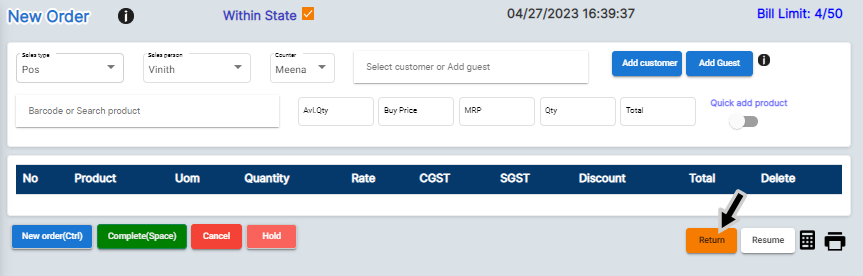 New Order Within State 04/27/2023 16:39:37 Bill Limit: 4/50
Sales type Sales person Counter
Pos Vinith Meena Select customer or Add guest Add customer Add Guest
Barcode or Search product Avl.Qty Buy Price MRP Qty Total Quick add product
No Product Uom Quantity Rate CGST SGST Discount Total Delete
New order(Ctrl) Complete(Space) Cancel Hold Return Resume